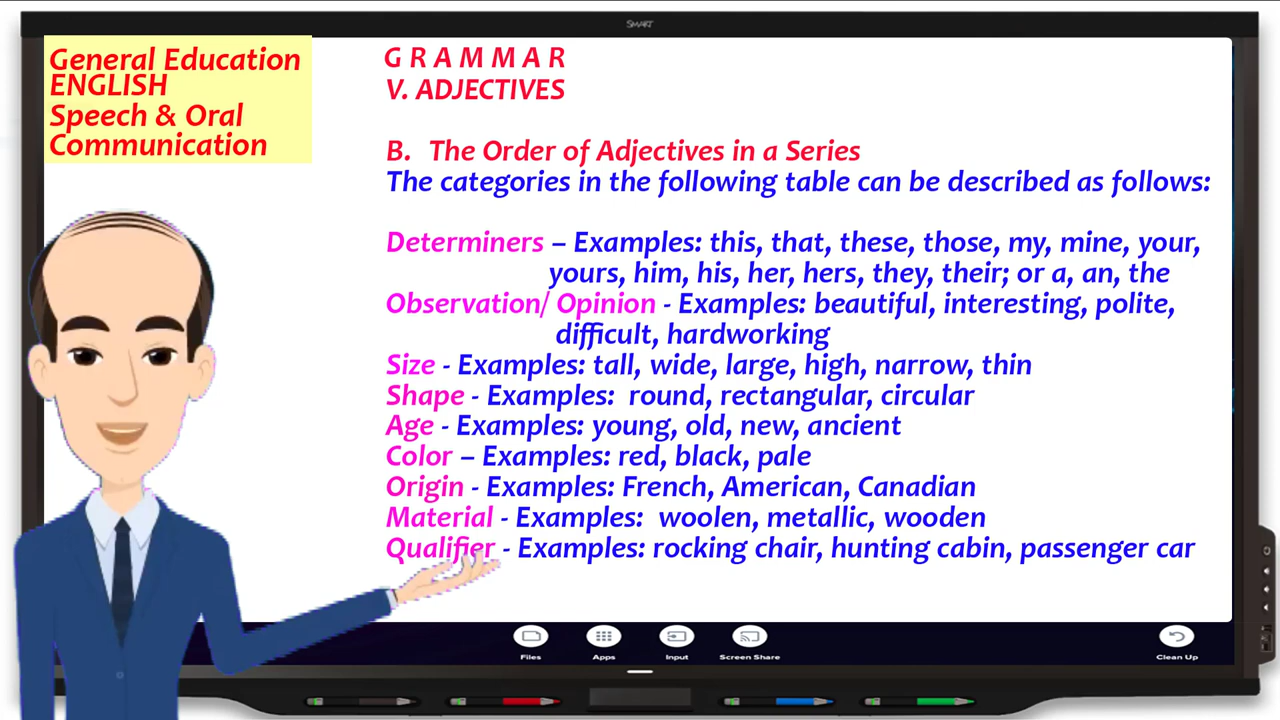 SMART
General Education
ENGLISH
Speech & Oral
Communication
G R A M M A R
V. ADJECTIVES
B. The Order of Adjectives in a Series
The categories in the following table can be described as follows:
Determiners – Examples: this, that, these, those, my, mine, your,
yours, him, his, her, hers, they, their; or a, an, the
Observation/ Opinion - Examples: beautiful, interesting, polite,
difficult, hardworking
Size - Examples: tall, wide, large, high, narrow, thin
Shape - Examples: round, rectangular, circular
Age - Examples: young, old, new, ancient
Color – Examples: red, black, pale
Origin - Examples: French, American, Canadian
Material - Examples: woolen, metallic, wooden
Qualifier - Examples: rocking chair, hunting cabin, passenger car
Files
Apps
Input
Screen Share
Clean Up